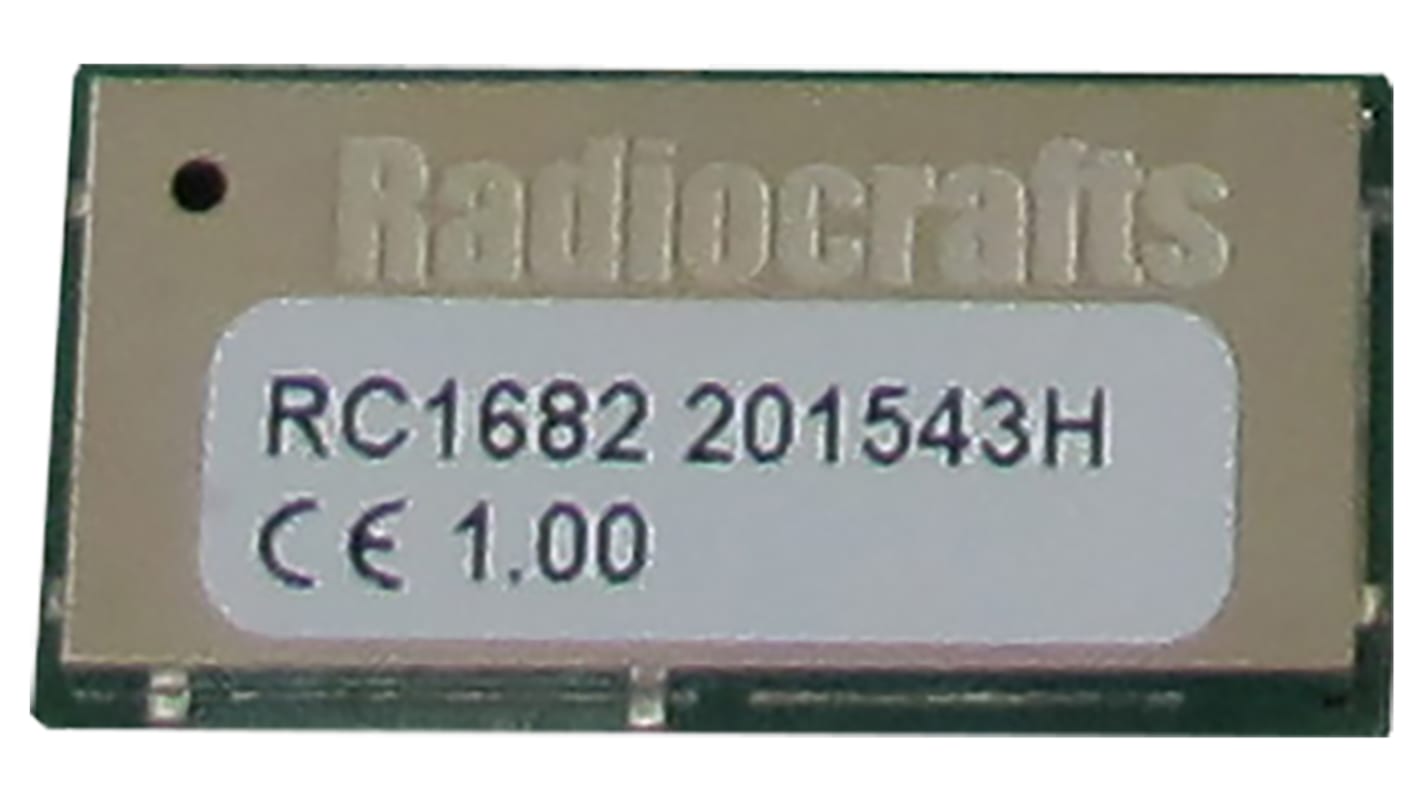 Radiocrafts
RC1682 201543H
CE 1.00